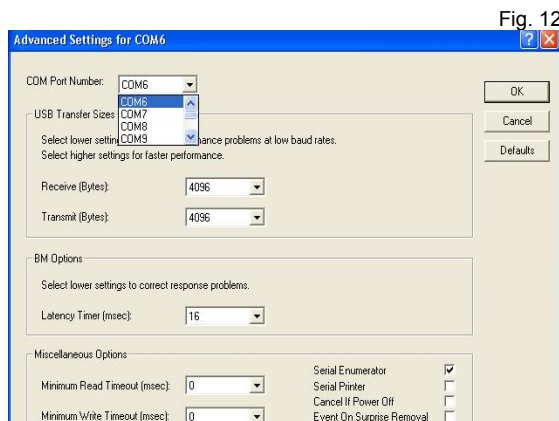 Fig. 12
Advanced Settings for COM6
COM Port Number: COM6
OK
COM6
COM7
COM8
COM9
USB Transfer Sizes
Cancel
Select lower settin ance problems at low baud rates.
Defaults
Select higher settings for faster performance.
Receive (Bytes): 4096
Transmit (Bytes): 4096
BM Options
Select lower settings to correct response problems.
Latency Timer (msec): 16
Miscellaneous Options
Serial Enumerator
Minimum Read Timeout (msec): 0
Serial Printer
Cancel If Power Off
Minimum Write Timeout (msec): 0
Event On Surprise Removal